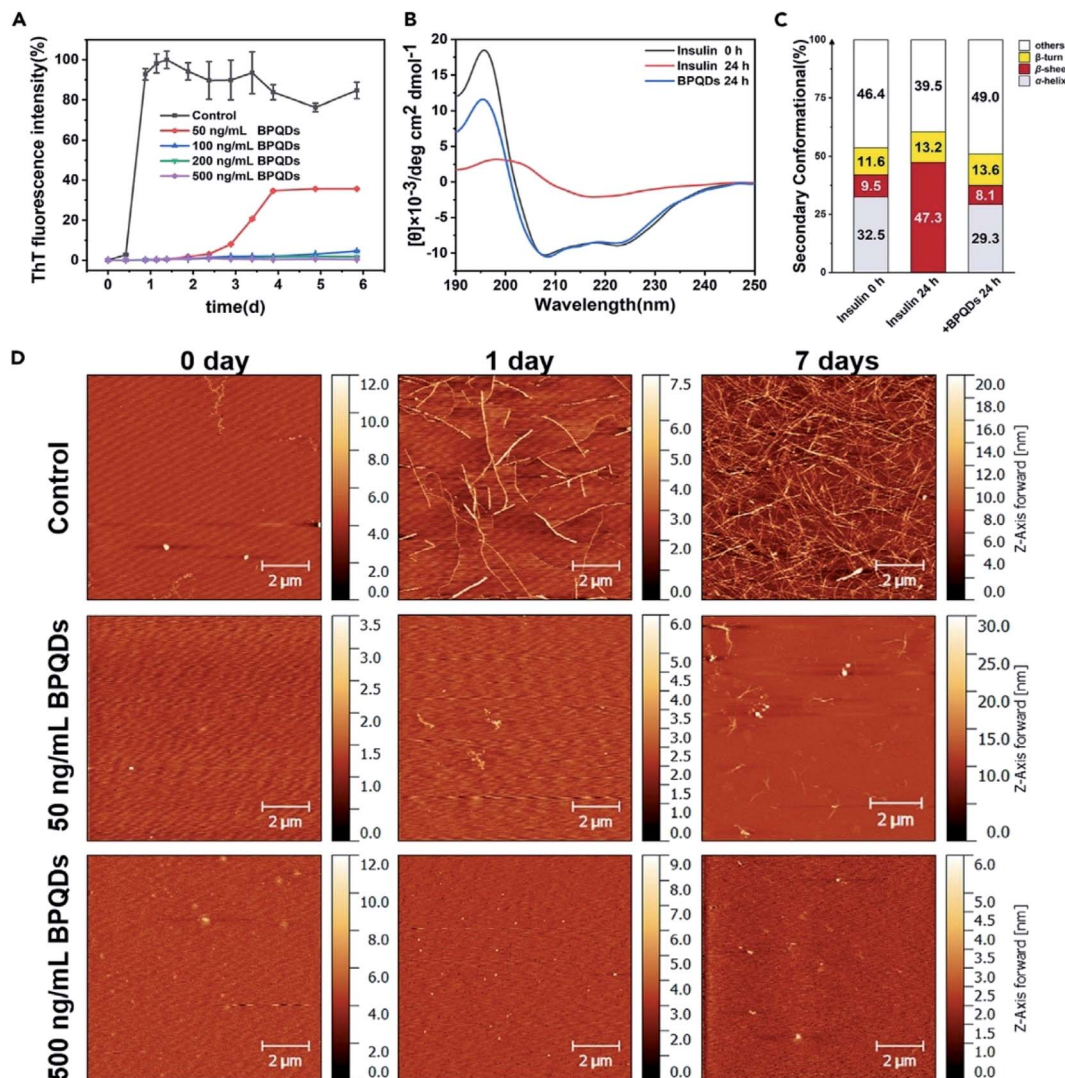 A
ThT fluorescence intensity(%)
120
100
80
60
40
20
0
Control
50 ng/mL BPQDs
100 ng/mL BPQDs
200 ng/mL BPQDs
500 ng/mL BPQDs
0 1 2 3 4 5 6
time(d)
B
[θ]×10-3/deg cm2 dmol-1
20
15
10
5
0
-5
-10
Insulin 0 h
Insulin 24 h
BPQDs 24 h
190 200 210 220 230 240 250
Wavelength(nm)
C
Secondary Conformational(%)
100
75
50
25
0
others
β-turn
β-shee
α-helix
46.4
11.6
9.5
32.5
39.5
13.2
47.3
49.0
13.6
8.1
29.3
Insulin 0 h
Insulin 24 h
+BPQDs 24 h
D
0 day 1 day 7 days
Control
2 µm
12.0
10.0
8.0
6.0
4.0
2.0
0.0
2 µm
7.5
6.0
5.0
4.0
3.0
2.0
0.0
2 µm
20.0
18.0
16.0
14.0
12.0
10.0
8.0
6.0
4.0
2.0
0.0
Z-Axis forward [nm]
50 ng/mL BPQDs
2 µm
3.5
3.0
2.5
2.0
1.5
1.0
0.0
2 µm
6.0
5.0
4.5
4.0
3.5
3.0
2.5
2.0
1.5
1.0
0.0
2 µm
30.0
25.0
20.0
15.0
10.0
0.0
Z-Axis forward [nm]
500 ng/mL BPQDs
2 µm
12.0
10.0
8.0
6.0
4.0
2.0
0.0
2 µm
9.0
8.0
7.0
6.0
5.0
4.0
3.0
2.0
0.0
2 µm
6.0
5.0
4.5
4.0
3.5
3.0
2.5
2.0
1.5
1.0
0.0
Z-Axis forward [nm]